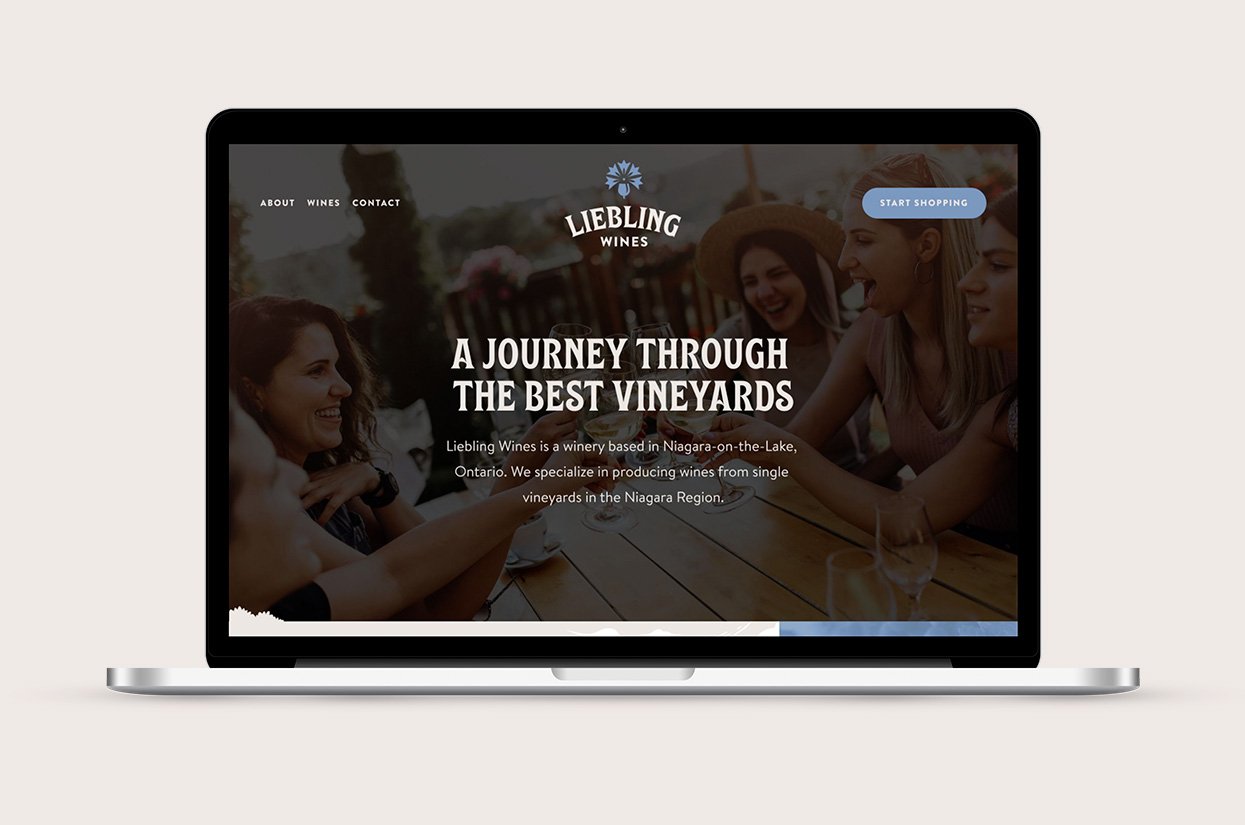 ABOUT WINES CONTACT
LIEBLING
WINES
START SHOPPING
A JOURNEY THROUGH
THE BEST VINEYARDS
Liebling Wines is a winery based in Niagara-on-the-Lake,
Ontario. We specialize in producing wines from single
vineyards in the Niagara Region.